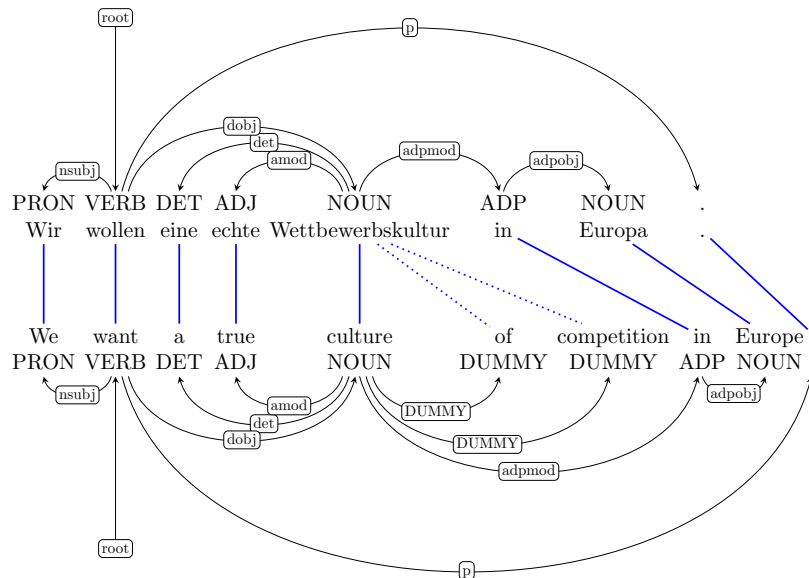 root
p
dobj
det
nsubj
amod
adpmod
adpobj
PRON VERB DET ADJ NOUN ADP NOUN .
Wir wollen eine echte Wettbewerbskultur in Europa .
We want a true culture of competition in Europe
PRON VERB DET ADJ NOUN DUMMY DUMMY ADP NOUN
nsubj
adpobj
amod
DUMMY
det
dobj
DUMMY
adpmod
root
p